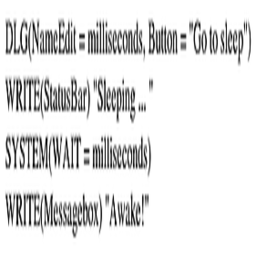 DLG(NameEdit = milliseconds, Button = "Go to sleep")
WRITE(StatusBar) "Sleeping ... "
SYSTEM(WAIT = milliseconds)
WRITE(Messagebox) "Awake!"